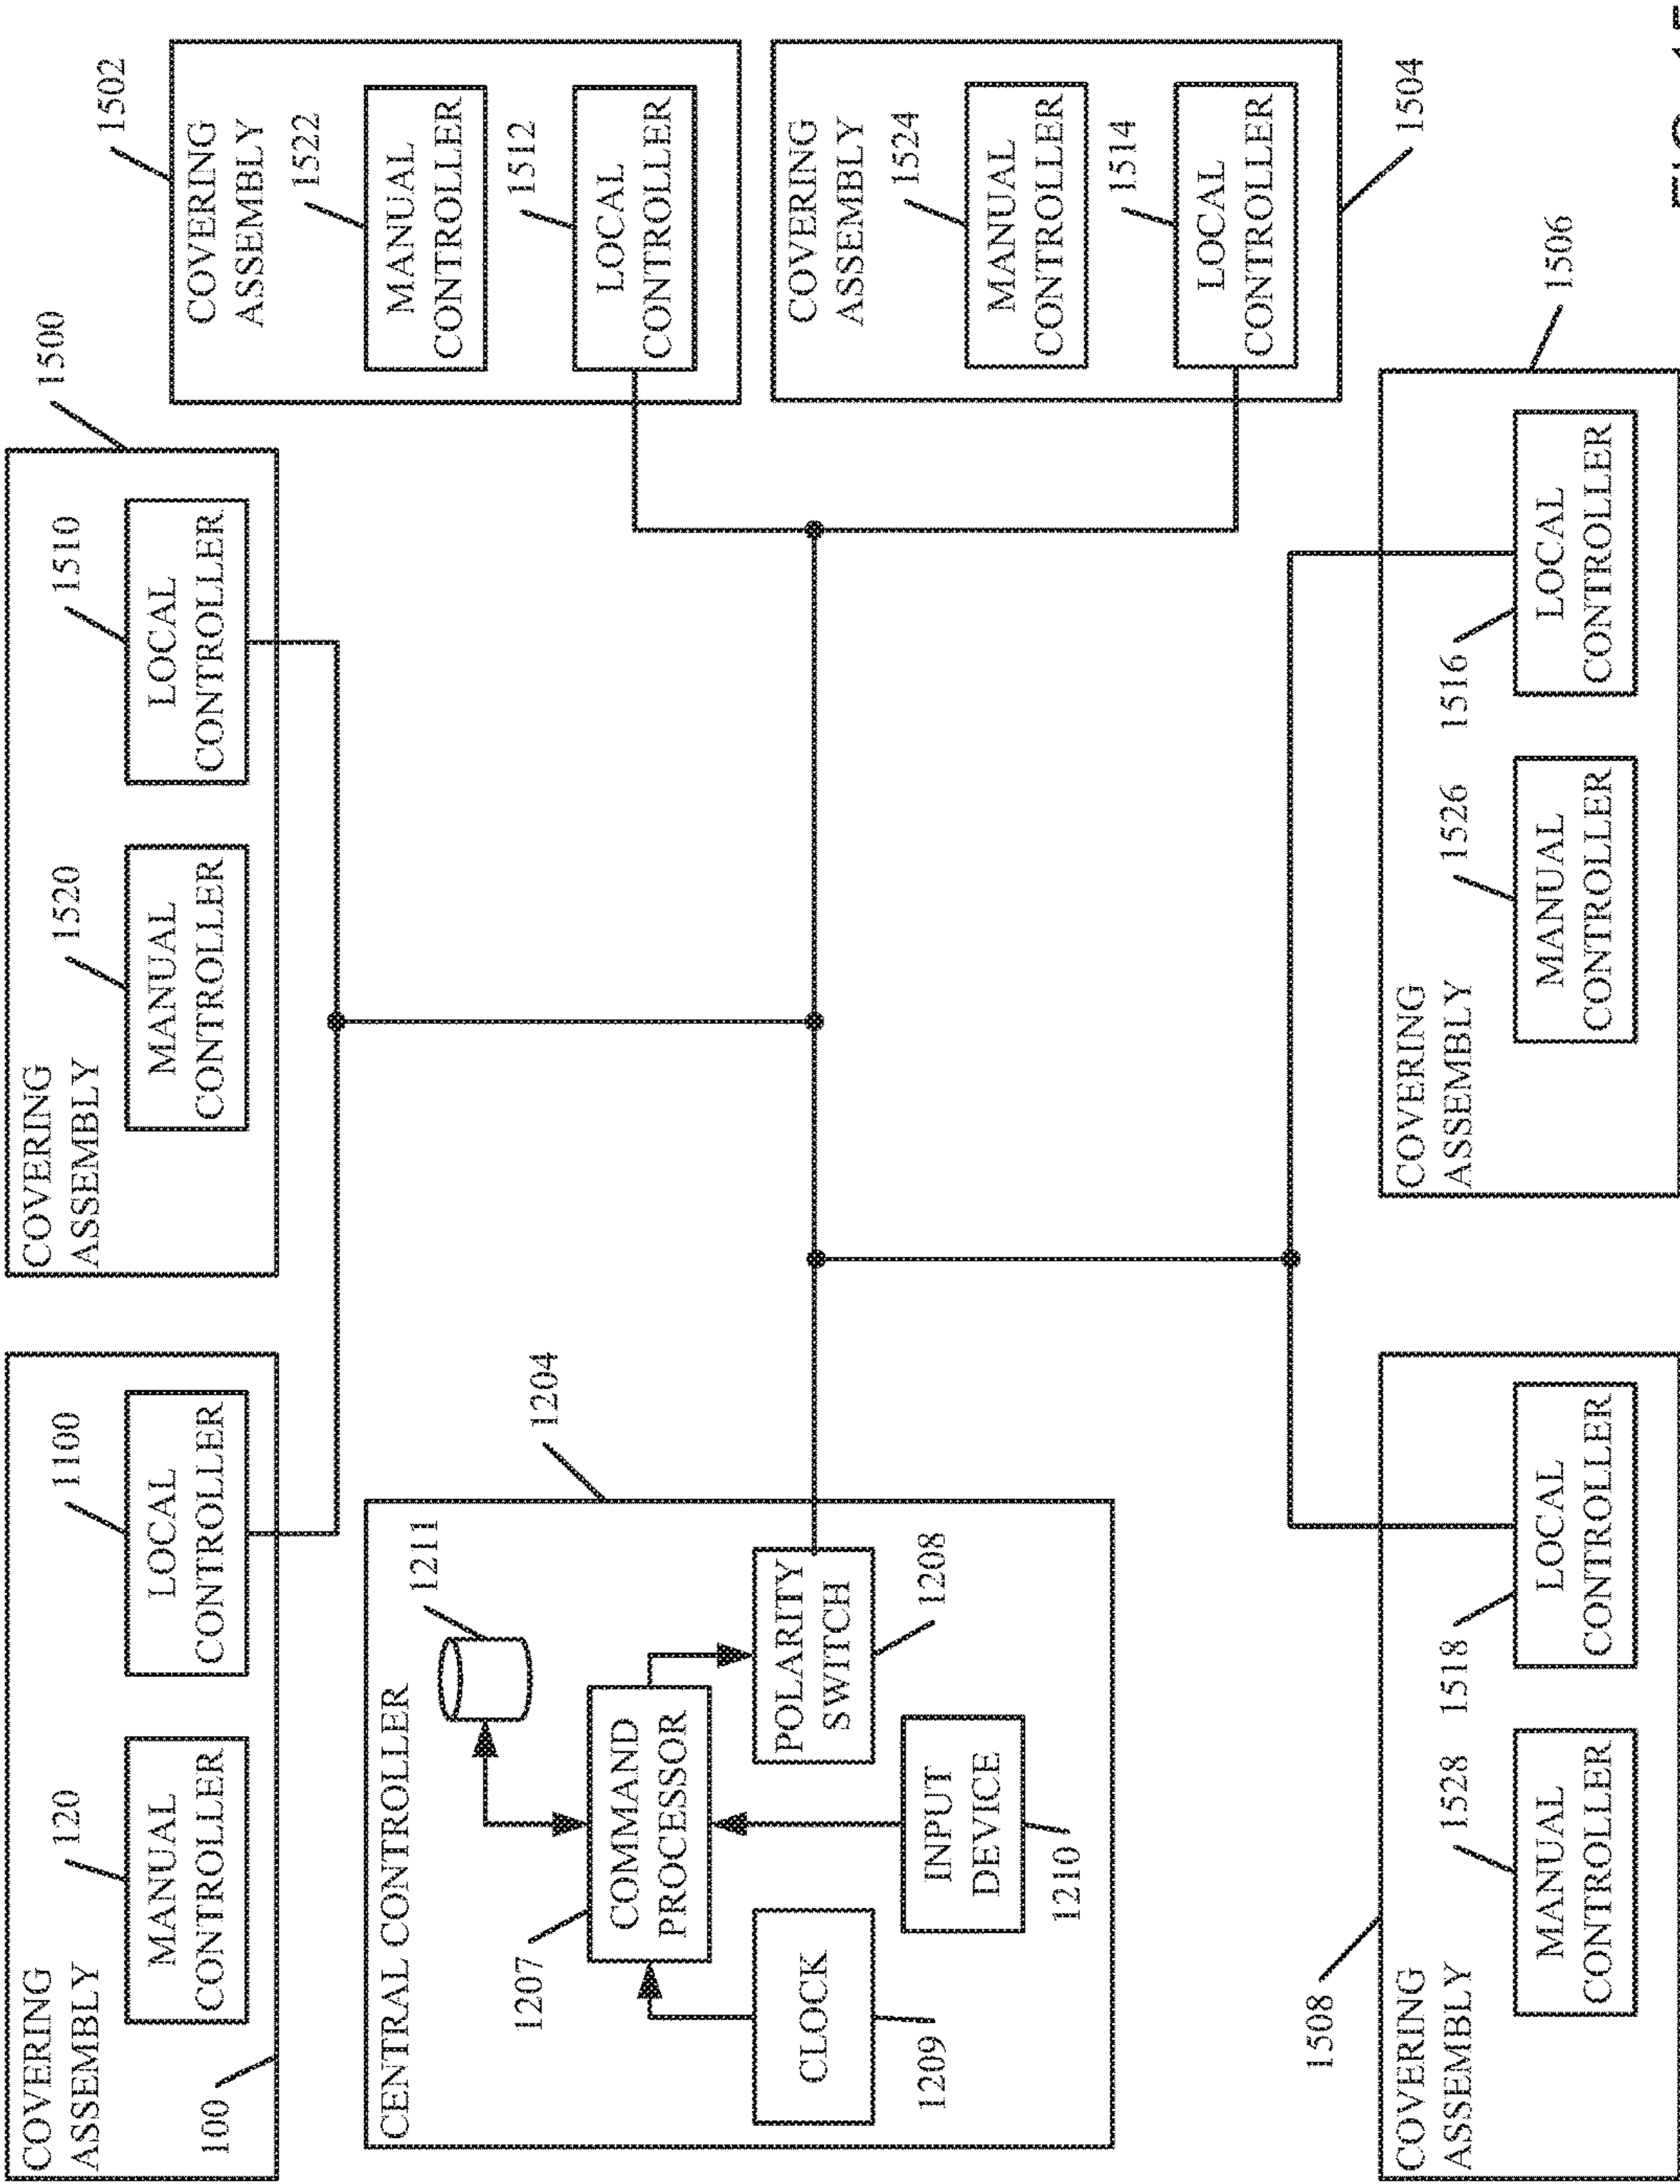 COVERING
ASSEMBLY
100
120
MANUAL
CONTROLLER
1100
LOCAL
CONTROLLER
COVERING
ASSEMBLY
1500
1520
MANUAL
CONTROLLER
1510
LOCAL
CONTROLLER
1502
COVERING
ASSEMBLY
1522
MANUAL
CONTROLLER
1512
LOCAL
CONTROLLER
COVERING
ASSEMBLY
1524
MANUAL
CONTROLLER
1514
LOCAL
CONTROLLER
1504
CENTRAL CONTROLLER
1204
1211
1207
COMMAND
PROCESSOR
POLARITY
SWITCH
1208
CLOCK
1209
INPUT
DEVICE
1210
1508
COVERING
ASSEMBLY
1528
MANUAL
CONTROLLER
1518
LOCAL
CONTROLLER
COVERING
ASSEMBLY
1526
MANUAL
CONTROLLER
1516
LOCAL
CONTROLLER
1506